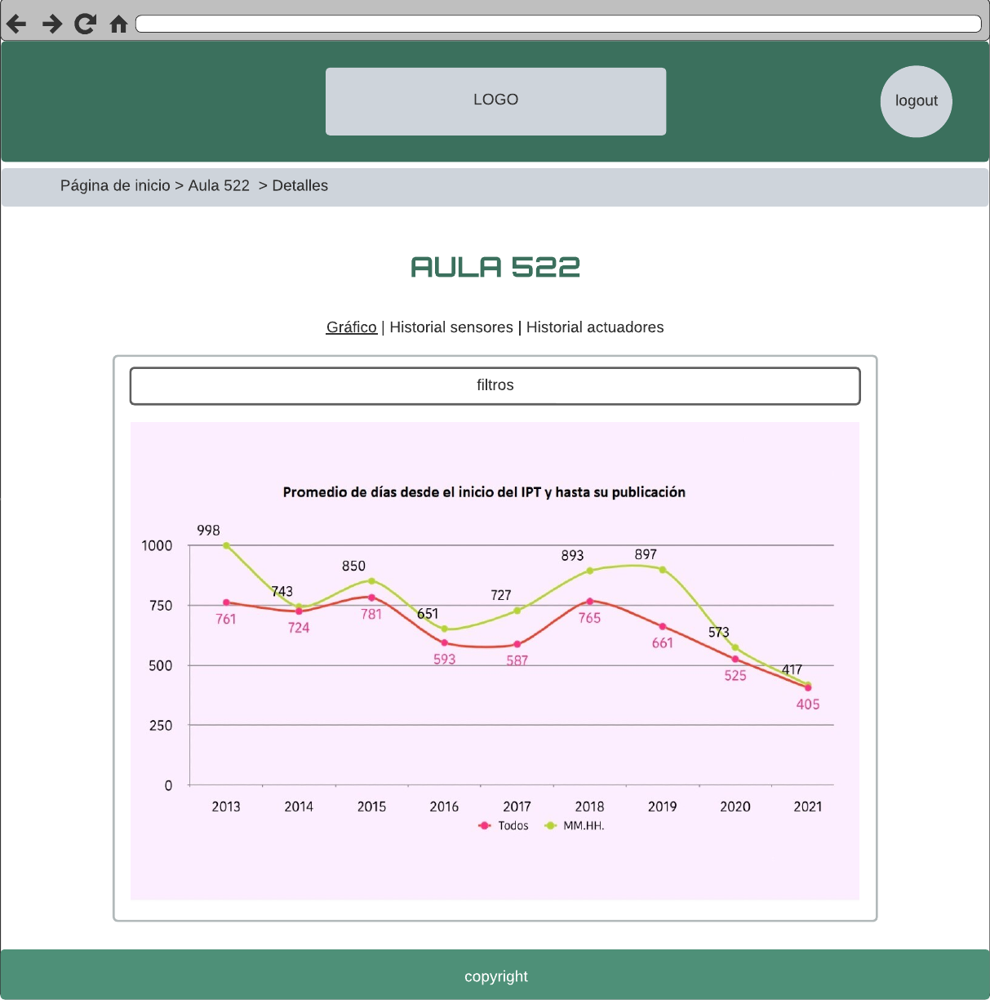 LOGO
logout
Página de inicio > Aula 522 > Detalles
AULA 522
Gráfico | Historial sensores | Historial actuadores
filtros
Promedio de días desde el inicio del IPT y hasta su publicación
998
1000
743
850
651
727
893
897
573
417
750
761
724
781
593
587
765
661
525
405
500
250
0
2013 2014 2015 2016 2017 2018 2019 2020 2021
Todos MM.HH.
copyright